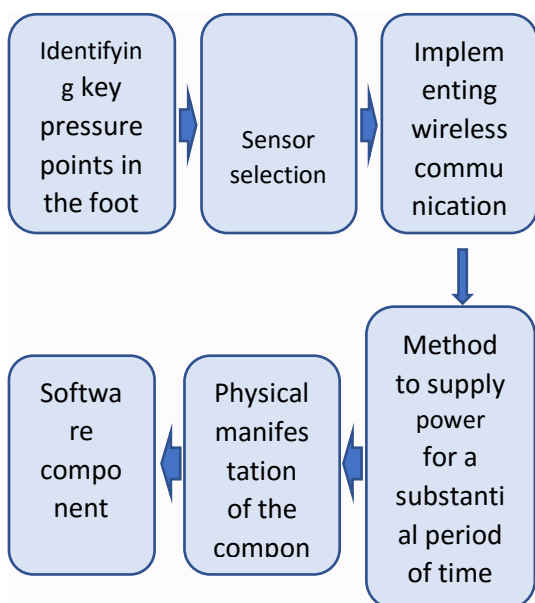 Identifyin
g key
pressure
points in
the foot
Sensor
selection
Implem
enting
wireless
commu
nication
Method
to supply
power
for a
substanti
al period
of time
Physical
manifes
tation
of the
compon
Softwa
re
compo
nent